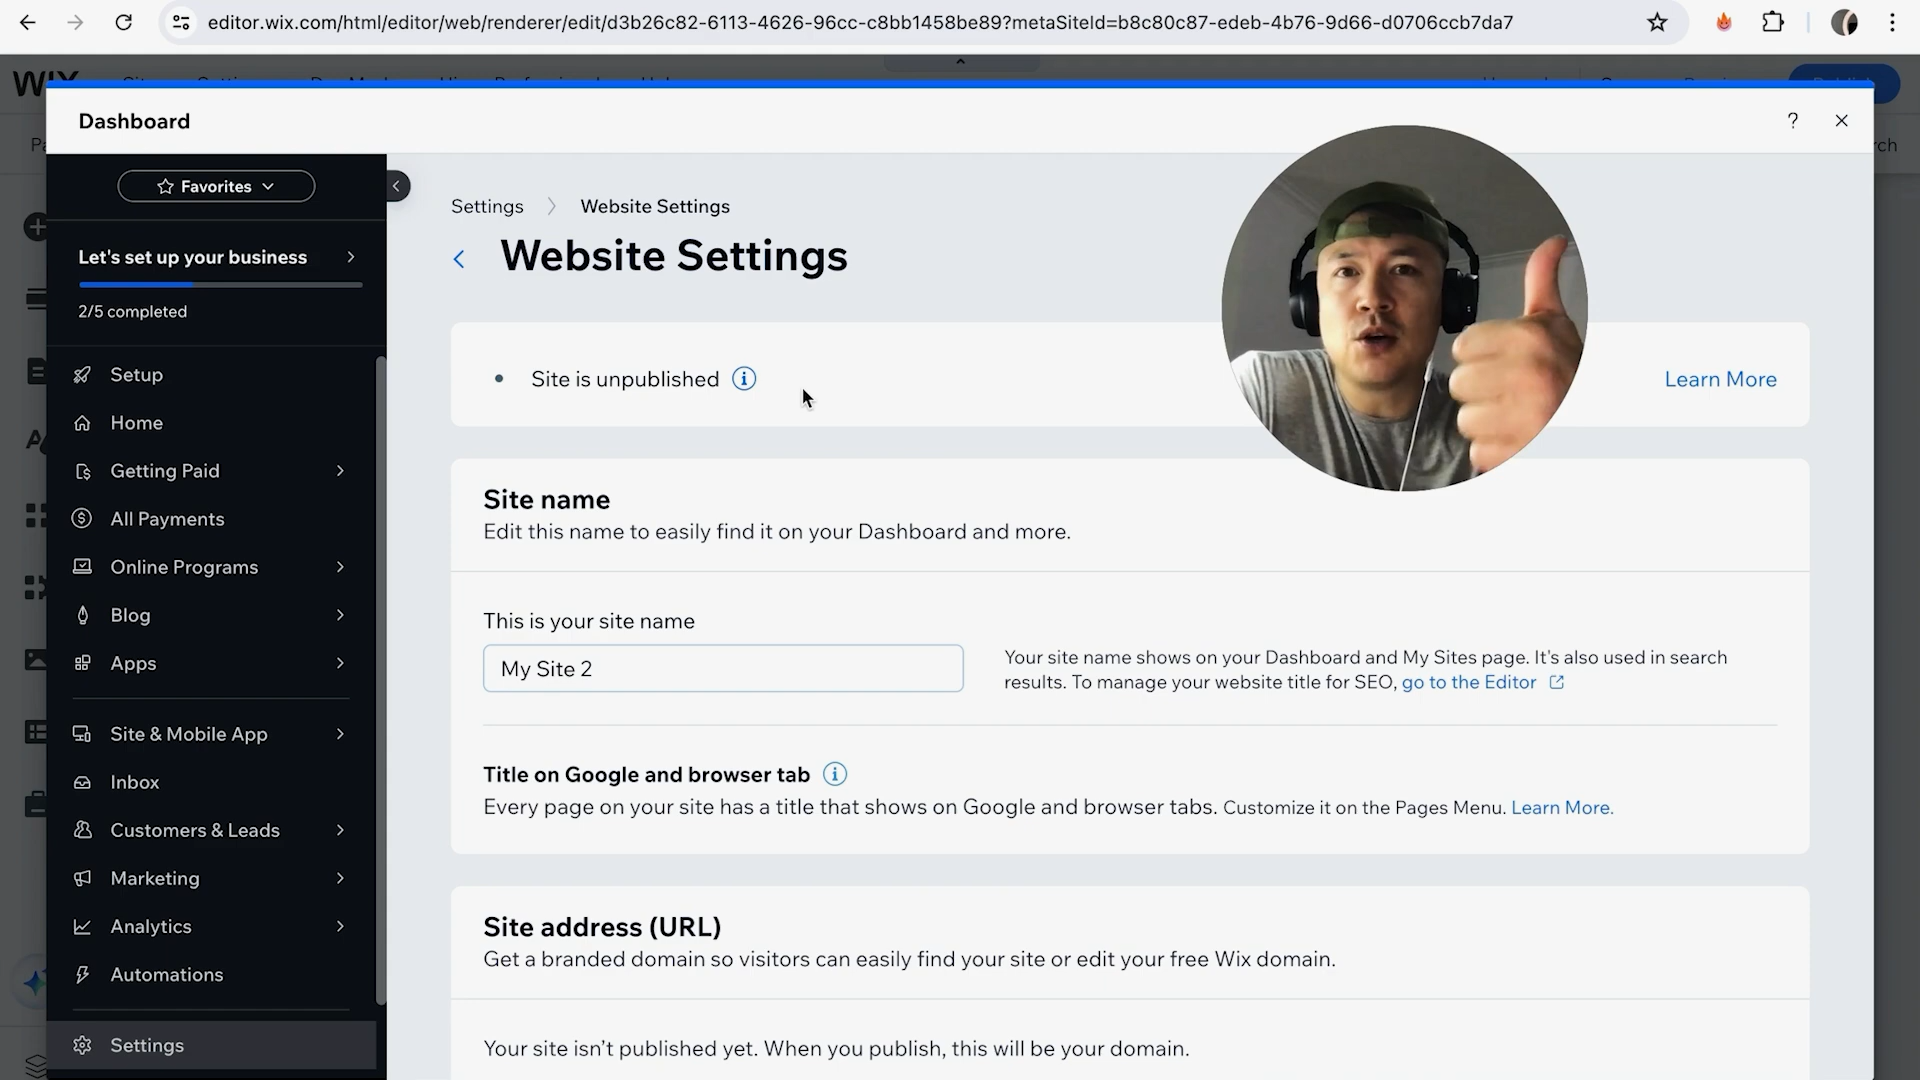 editor.wix.com/html/editor/web/renderer/edit/d3b26c82-6113-4626-96cc-c8bb1458be89?metaSiteId=b8c80c87-edeb-4b76-9d66-d0706ccb7da7
Dashboard
?
Favorites
Let's set up your business
2/5 completed
Setup
Home
Getting Paid
All Payments
Online Programs
Blog
Apps
Site & Mobile App
Inbox
Customers & Leads
Marketing
Analytics
Automations
Settings
Settings > Website Settings
Website Settings
Site is unpublished
Learn More
Site name
Edit this name to easily find it on your Dashboard and more.
This is your site name
My Site 2
Your site name shows on your Dashboard and My Sites page. It's also used in search
results. To manage your website title for SEO, go to the Editor
Title on Google and browser tab
Every page on your site has a title that shows on Google and browser tabs. Customize it on the Pages Menu. Learn More.
Site address (URL)
Get a branded domain so visitors can easily find your site or edit your free Wix domain.
Your site isn't published yet. When you publish, this will be your domain.